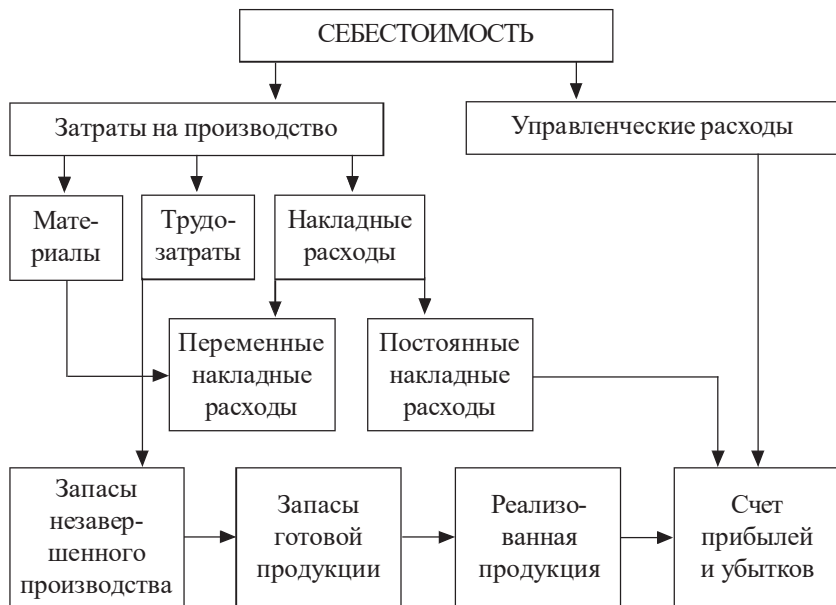 СЕБЕСТОИМОСТЬ
Затраты на производство
Управленческие расходы
Мате-
риалы
Трудо-
затраты
Накладные
расходы
Переменные
накладные
расходы
Постоянные
накладные
расходы
Запасы
незавер-
шенного
производства
Запасы
готовой
продукции
Реализо-
ванная
продукция
Счет
прибылей
и убытков